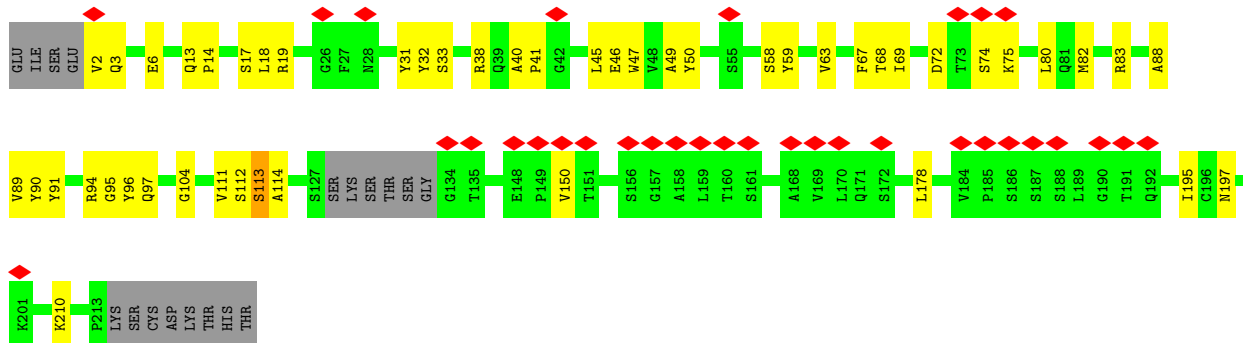 GLU ILE SER GLU V2 Q3 E6 Q13 P14 S17 L18 R19 G26 F27 N28 Y31 Y32 S33 R38 Q39 A40 P41 G42 L45 E46 W47 V48 A49 Y50 S55 S58 Y59 V63 F67 T68 I69 D72 T73 S74 K75 L80 Q81 M82 R83 A88
V89 Y90 Y91 R94 G95 Y96 Q97 G104 V111 S112 S113 A114 S127 SER LYS SER THR SER GLY G134 T135 E148 P149 V150 T151 S156 G157 A158 L159 T160 S161 A168 V169 L170 Q171 S172 L178 V184 P185 S186 S187 S188 L189 G190 T191 Q192 I195 C196 N197
K201 K210 P213 LYS SER CYS ASP LYS THR HIS THR